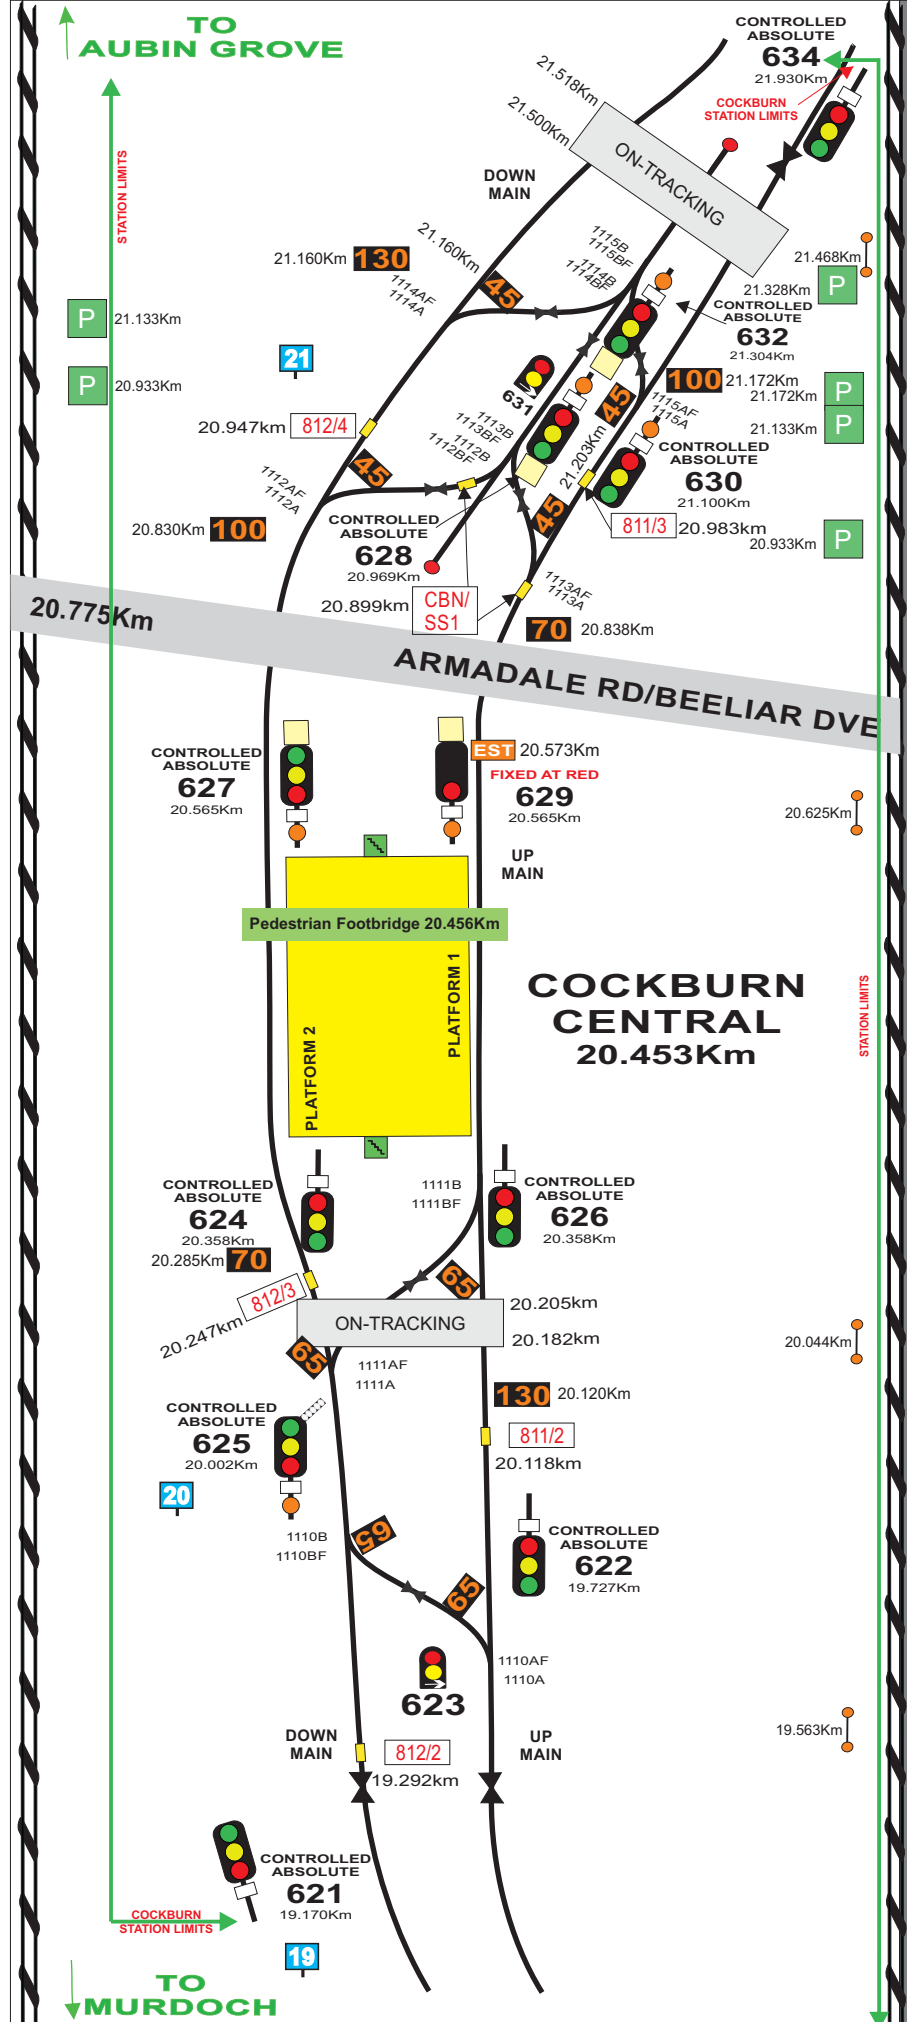 TO
AUBIN GROVE
CONTROLLED
ABSOLUTE
634
21.930Km
COCKBURN
STATION LIMITS
21.518Km
21.500Km
ON-TRACKING
STATION LIMITS
DOWN
MAIN
21.160Km 130
21.160Km
45
1114AF
1114A
1115B
1115BF
1114B
1114BF
21.468Km
21.328Km P
CONTROLLED
ABSOLUTE
632
21.304Km
P 21.133Km
21
631
100 21.172Km
21.172Km P
P 20.933Km
45
1115AF
1115A
21.133Km P
20.947km 812/4
1113B
1113BF
1112B
1112BF
21.203Km
CONTROLLED
ABSOLUTE
630
21.100Km
45
1112AF
1112A
20.830Km 100
CONTROLLED
ABSOLUTE
628
20.969Km
45
811/3 20.983km
20.933Km P
20.899km CBN/
SS1
1113AF
1113A
70 20.838Km
20.775Km
ARMADALE RD/BEELIAR DVE
CONTROLLED
ABSOLUTE
627
20.565Km
EST 20.573Km
FIXED AT RED
629
20.565Km
20.625Km
UP
MAIN
Pedestrian Footbridge 20.456Km
PLATFORM 1
PLATFORM 2
COCKBURN
CENTRAL
20.453Km
STATION LIMITS
CONTROLLED
ABSOLUTE
624
20.358Km
20.285Km 70
1111B
1111BF
CONTROLLED
ABSOLUTE
626
20.358Km
812/3
20.247km
65
ON-TRACKING
20.205km
20.182km
20.044Km
65
1111AF
1111A
130 20.120Km
CONTROLLED
ABSOLUTE
625
20.002Km
811/2
20.118km
20
1110B
1110BF
65
CONTROLLED
ABSOLUTE
622
19.727Km
65
1110AF
1110A
623
19.563Km
DOWN
MAIN
812/2
19.292km
UP
MAIN
CONTROLLED
ABSOLUTE
621
19.170Km
COCKBURN
STATION LIMITS
19
TO
MURDOCH